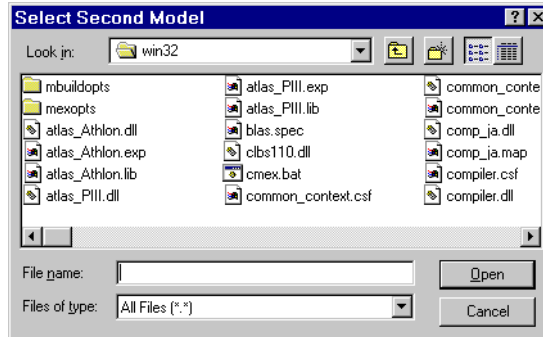 Select Second Model
Look in: win32
mbuildopts
mexopts
atlas_Athlon.dll
atlas_Athlon.exp
atlas_Athlon.lib
atlas_PIII.dll
atlas_PIII.exp
atlas_PIII.lib
blas.spec
clbs110.dll
cmex.bat
common_context.csf
common_conte
common_conte
comp_ja.dll
comp_ja.map
compiler.csf
compiler.dll
File name:
Open
Files of type: All Files (*.*)
Cancel